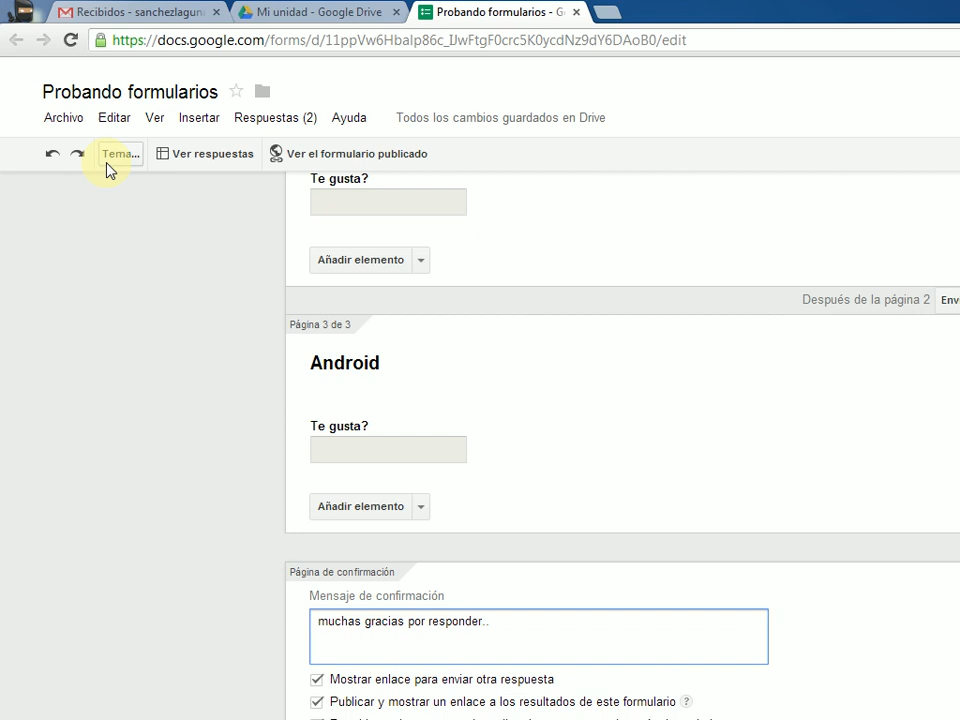 Recibidos - sanchezlaguna
Mi unidad - Google Drive
Probando formularios - G
https://docs.google.com/forms/d/11ppVw6Hbalp86c_IJwFtgF0crc5K0ycdNz9dY6DAoB0/edit
Probando formularios
Archivo Editar Ver Insertar Respuestas (2) Ayuda Todos los cambios guardados en Drive
Tema... Ver respuestas Ver el formulario publicado
Te gusta?
Añadir elemento
Después de la página 2 Env
Página 3 de 3
Android
Te gusta?
Añadir elemento
Página de confirmación
Mensaje de confirmación
muchas gracias por responder..
Mostrar enlace para enviar otra respuesta
Publicar y mostrar un enlace a los resultados de este formulario ?